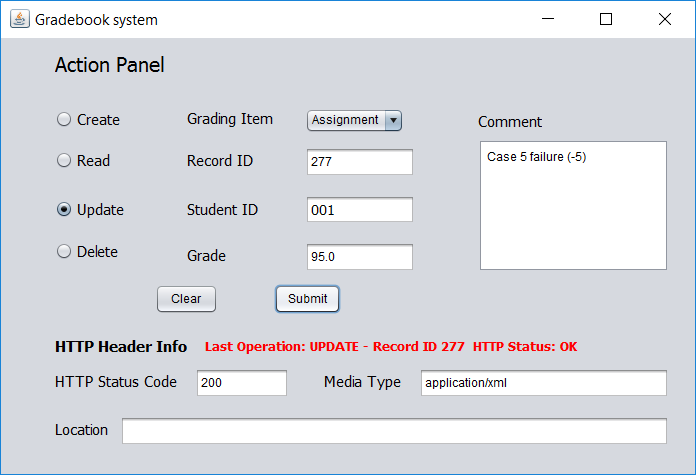 Gradebook system
Action Panel
Create Grading Item Assignment Comment
Read Record ID 277 Case 5 failure (-5)
Update Student ID 001
Delete Grade 95.0
Clear Submit
HTTP Header Info Last Operation: UPDATE - Record ID 277 HTTP Status: OK
HTTP Status Code 200 Media Type application/xml
Location